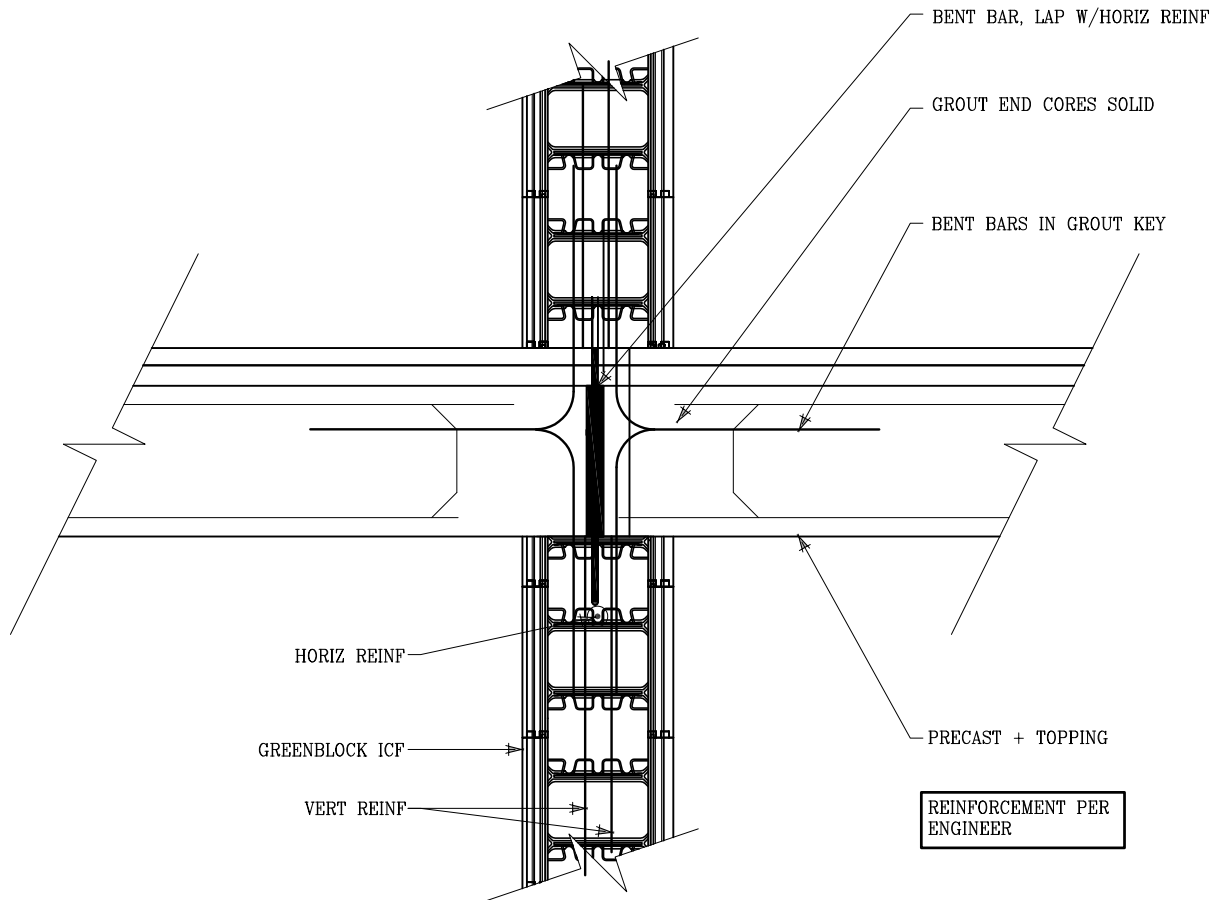 BENT BAR, LAP W/HORIZ REINF
GROUT END CORES SOLID
BENT BARS IN GROUT KEY
HORIZ REINF
GREENBLOCK ICF
PRECAST + TOPPING
VERT REINF
REINFORCEMENT PER
ENGINEER